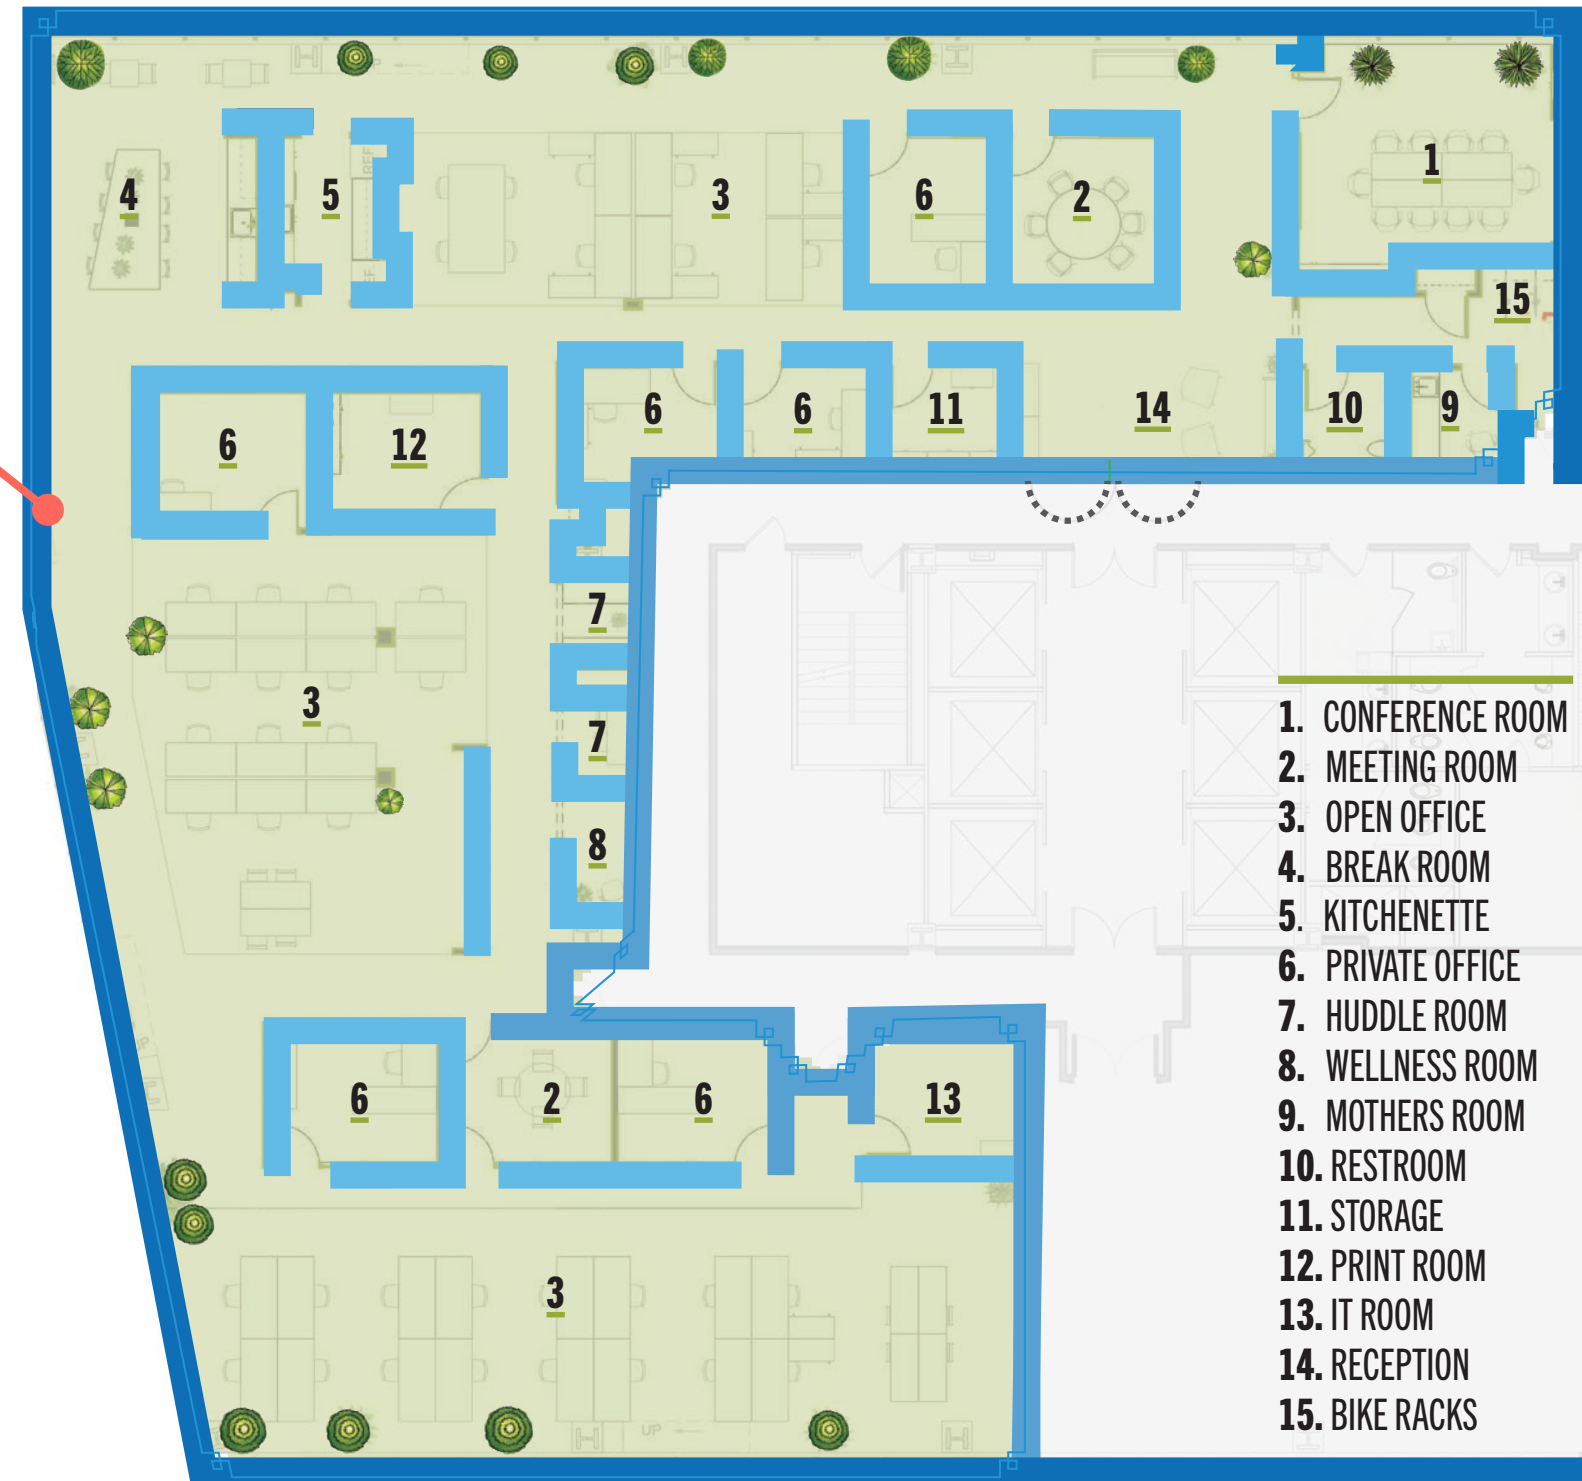 4
5
REF
REF
3
6
2
1
15
6
6
11
14
10
9
6
12
7
7
8
3
6
2
6
13
3
UP
1. CONFERENCE ROOM
2. MEETING ROOM
3. OPEN OFFICE
4. BREAK ROOM
5. KITCHENETTE
6. PRIVATE OFFICE
7. HUDDLE ROOM
8. WELLNESS ROOM
9. MOTHERS ROOM
10. RESTROOM
11. STORAGE
12. PRINT ROOM
13. IT ROOM
14. RECEPTION
15. BIKE RACKS